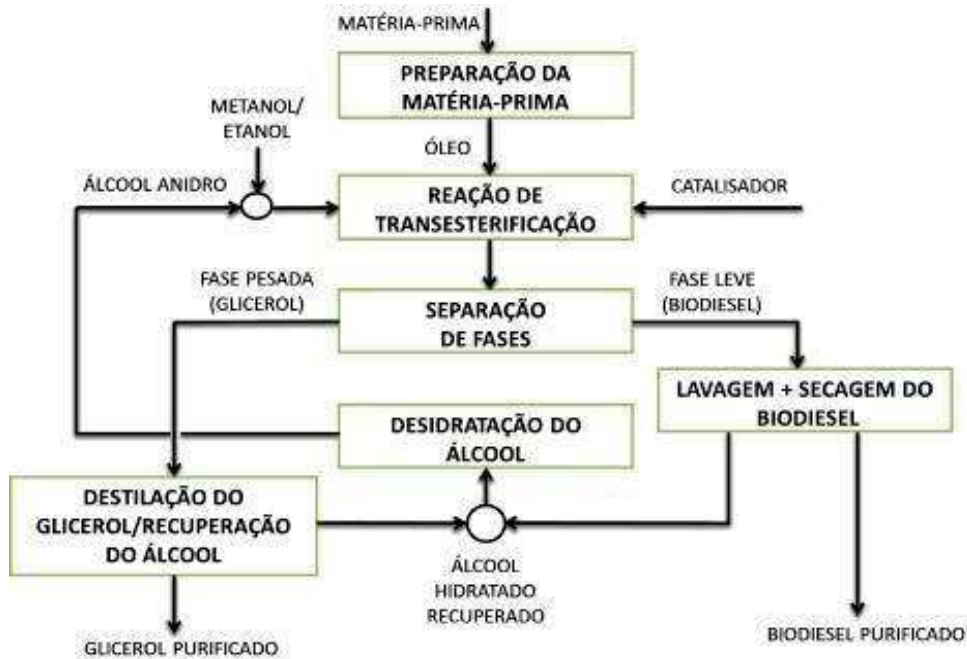 MATÉRIA-PRIMA
PREPARAÇÃO DA
MATÉRIA-PRIMA
METANOL/
ETANOL
ÓLEO
ÁLCOOL ANIDRO
REAÇÃO DE
TRANSESTERIFICAÇÃO
CATALISADOR
FASE PESADA
(GLICEROL)
SEPARAÇÃO
DE FASES
FASE LEVE
(BIODIESEL)
LAVAGEM + SECAGEM DO
BIODIESEL
DESIDRATAÇÃO DO
ÁLCOOL
DESTILAÇÃO DO
GLICEROL/RECUPERAÇÃO
DO ÁLCOOL
ÁLCOOL
HIDRATADO
RECUPERADO
GLICEROL PURIFICADO
BIODIESEL PURIFICADO